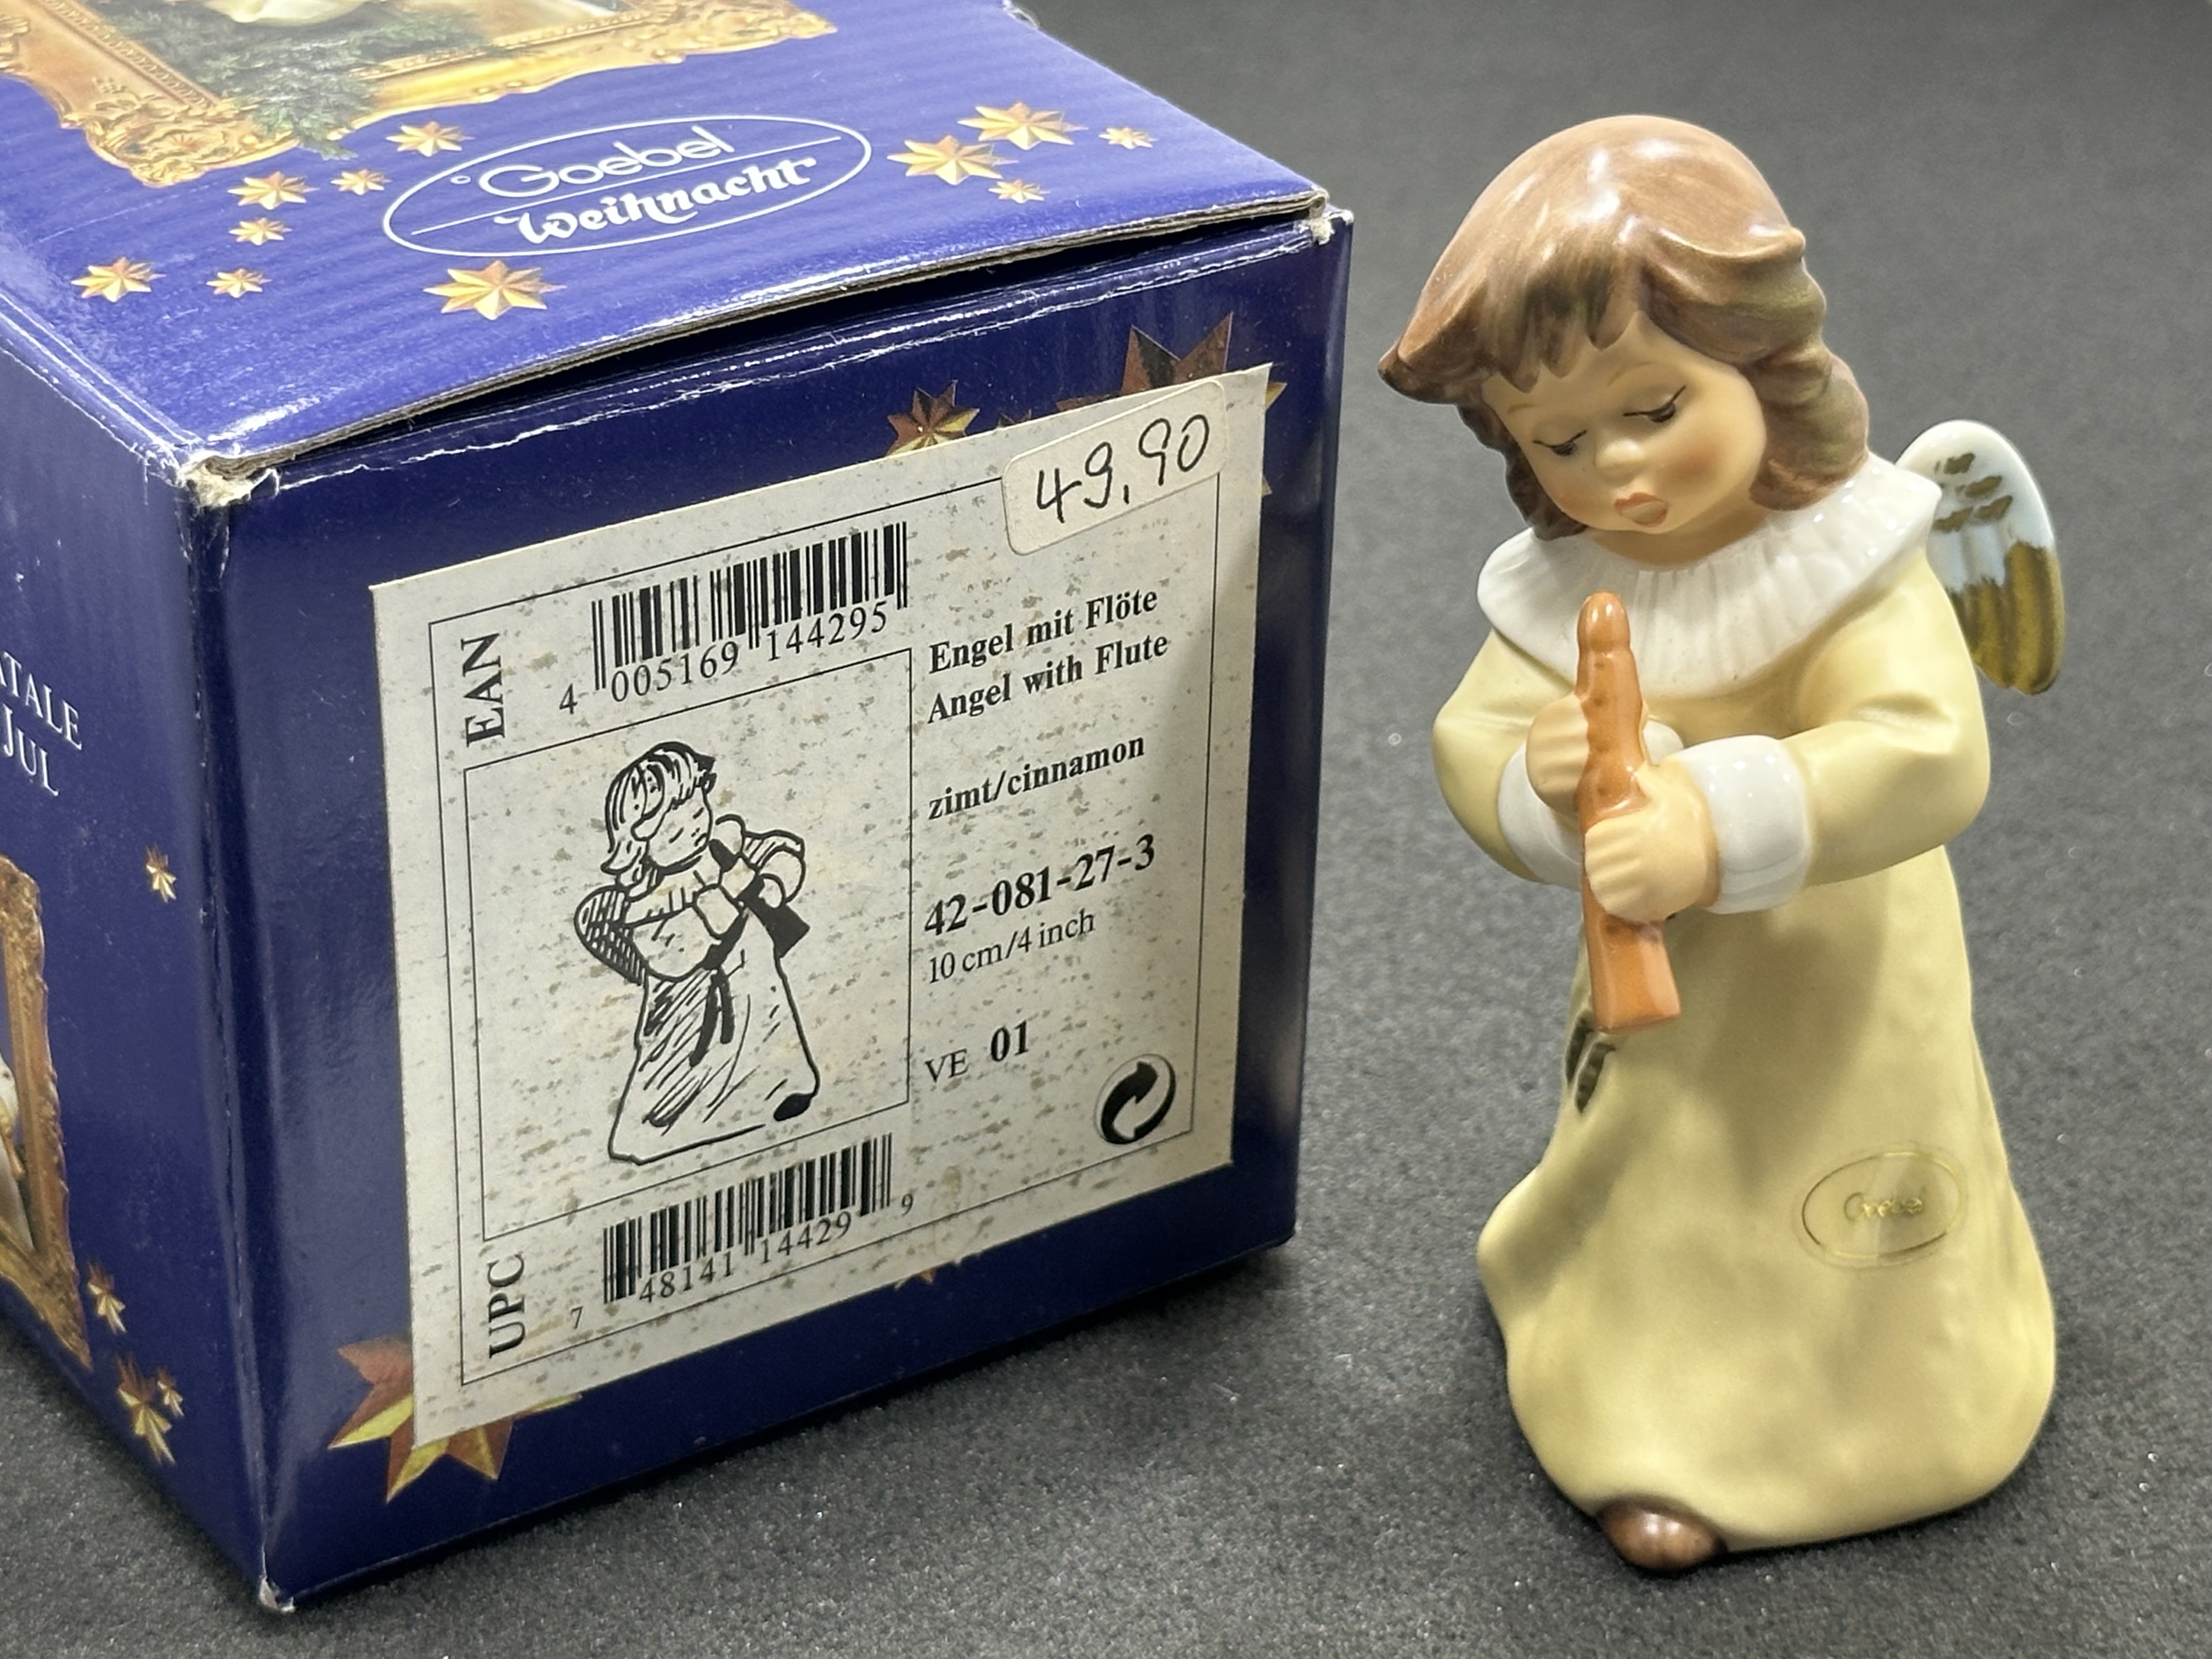 Goebel
Weihnacht
JUL
49,90
EAN
4 005169 144295
Engel mit Flöte
Angel with Flute
zimt/cinnamon
42-081-27-3
10 cm/4 inch
VE 01
UPC
7 48141 14429 9
Goebel